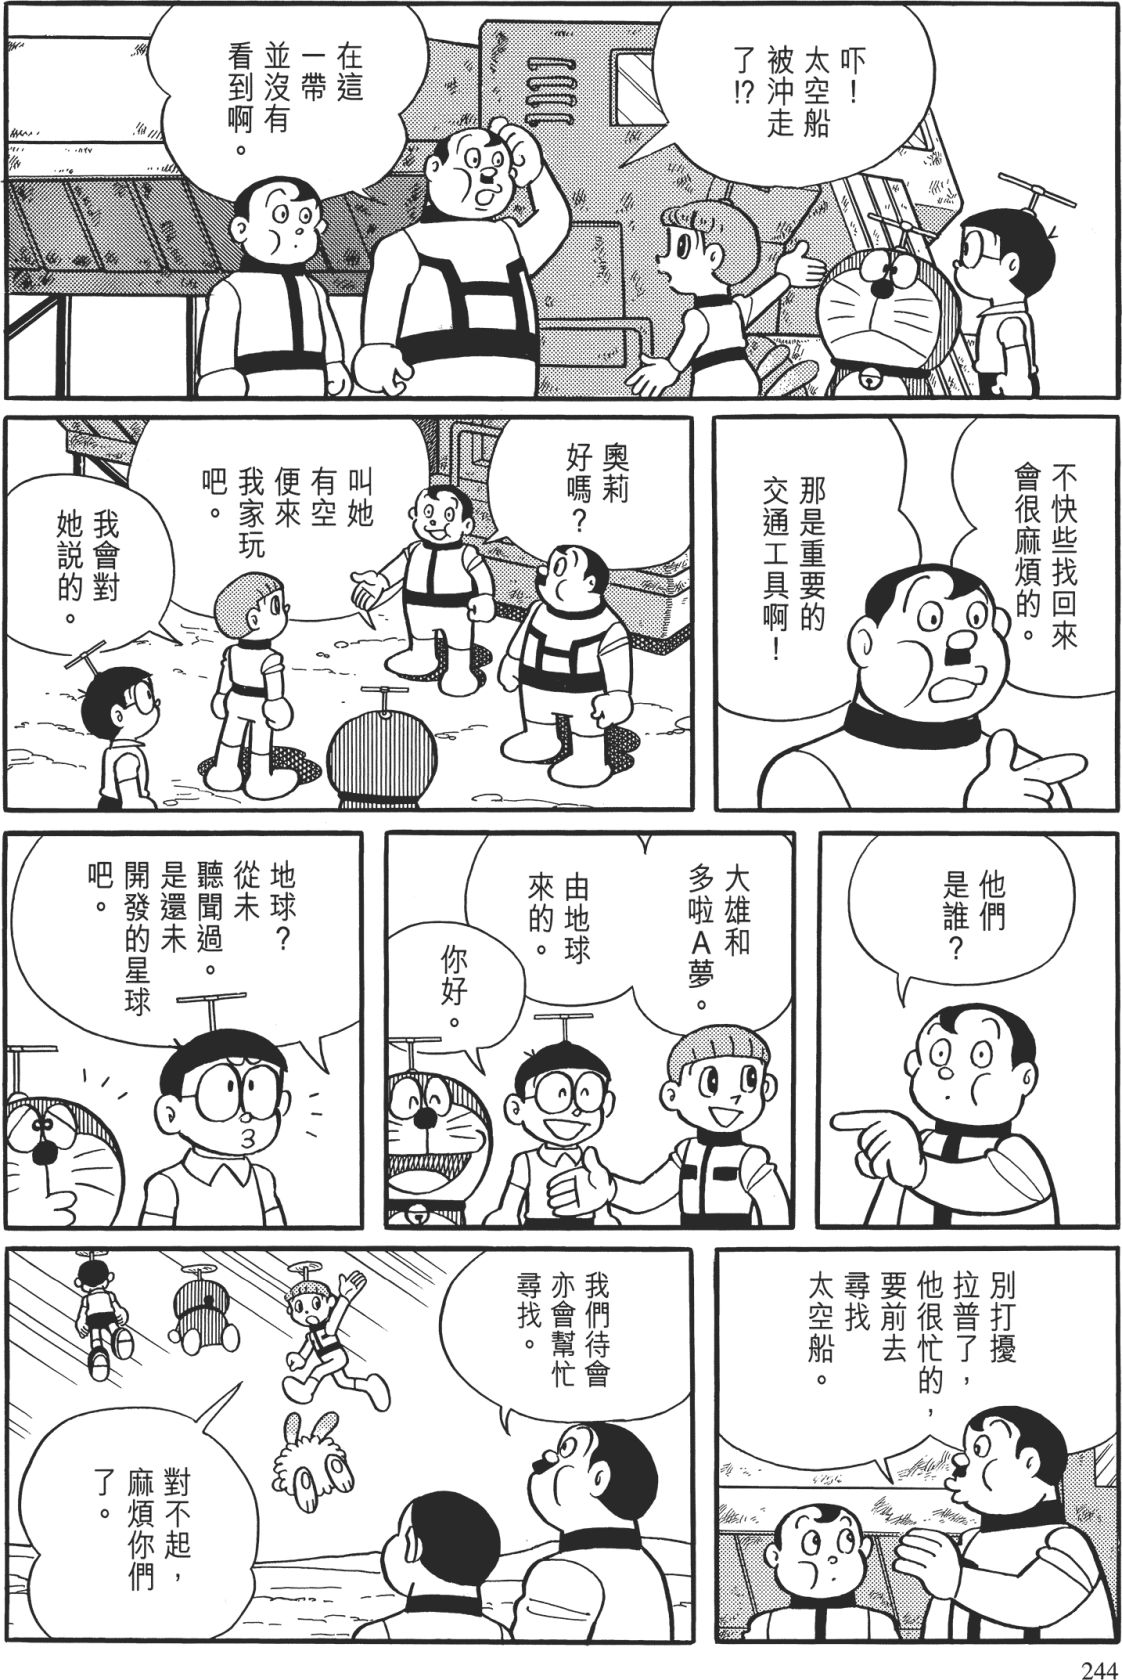 吓！
太空船
被沖走
了!?
在這
一帶
並沒有
看到啊。
不快些找回來
會很麻煩的。
那是重要的
交通工具啊！
奧莉
好嗎？
叫她
有空
便來
我家玩
吧。
我會對
她說的。
他們
是誰？
大雄和
多啦A夢。
由地球
來的。
你好。
地球？
從未
聽聞過。
是還未
開發的星球
吧。
別打擾
拉普了，
他很忙的，
要前去
尋找
太空船。
我們待會
亦會幫忙
尋找。
對不起，
麻煩你們
了。
244